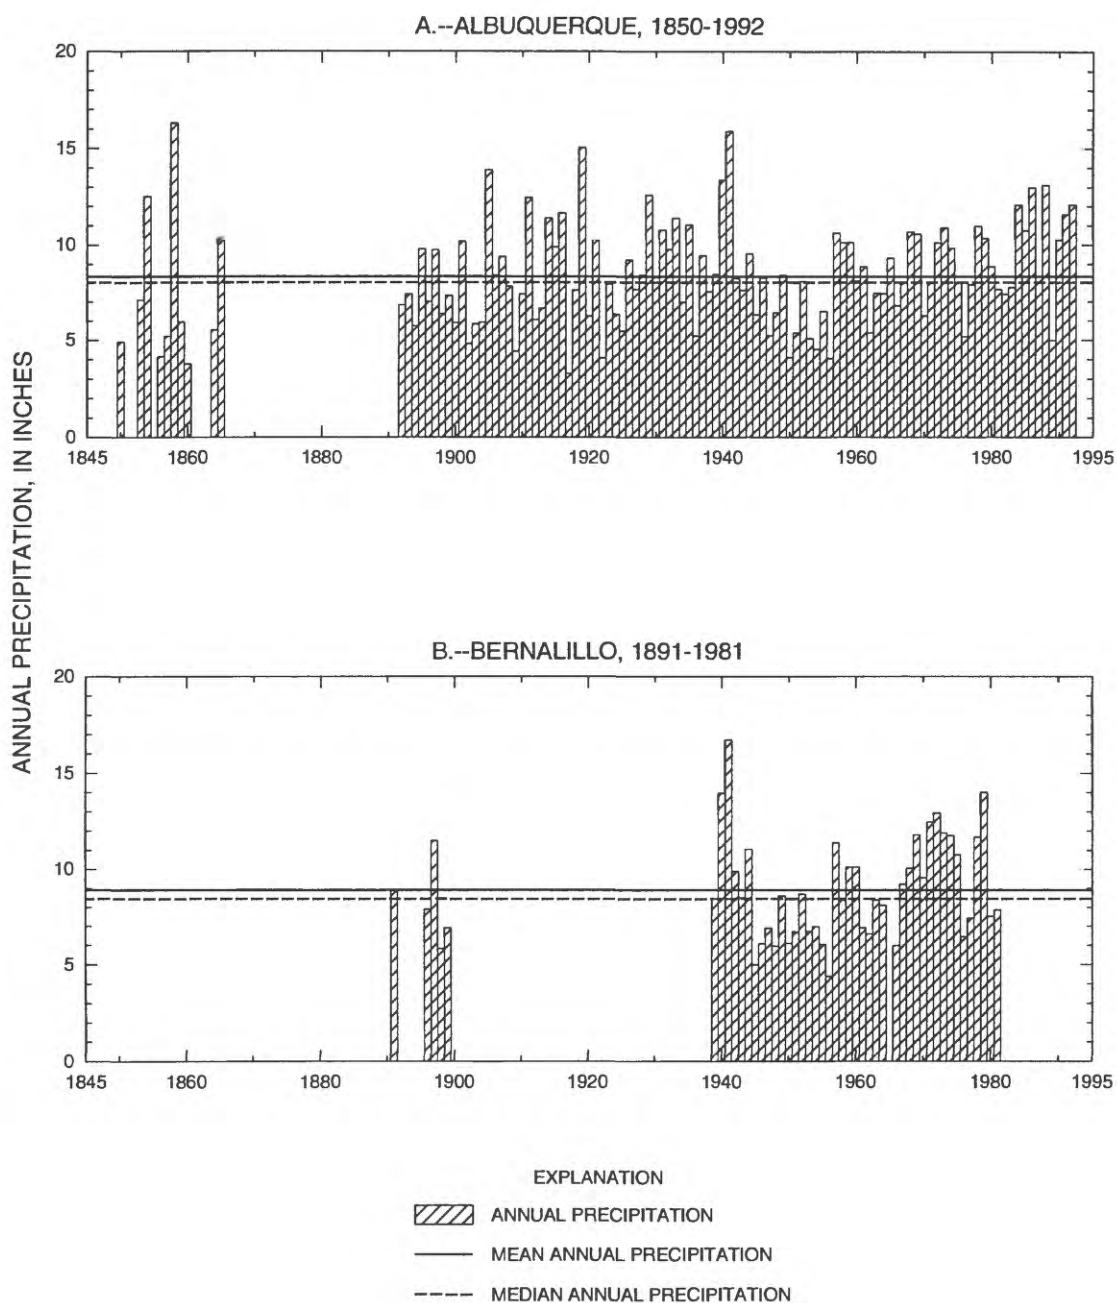 A.--ALBUQUERQUE, 1850-1992
20
15
10
5
0
1845 1860 1880 1900 1920 1940 1960 1980 1995
ANNUAL PRECIPITATION, IN INCHES
B.--BERNALILLO, 1891-1981
20
15
10
5
0
1845 1860 1880 1900 1920 1940 1960 1980 1995
EXPLANATION
ANNUAL PRECIPITATION
MEAN ANNUAL PRECIPITATION
MEDIAN ANNUAL PRECIPITATION